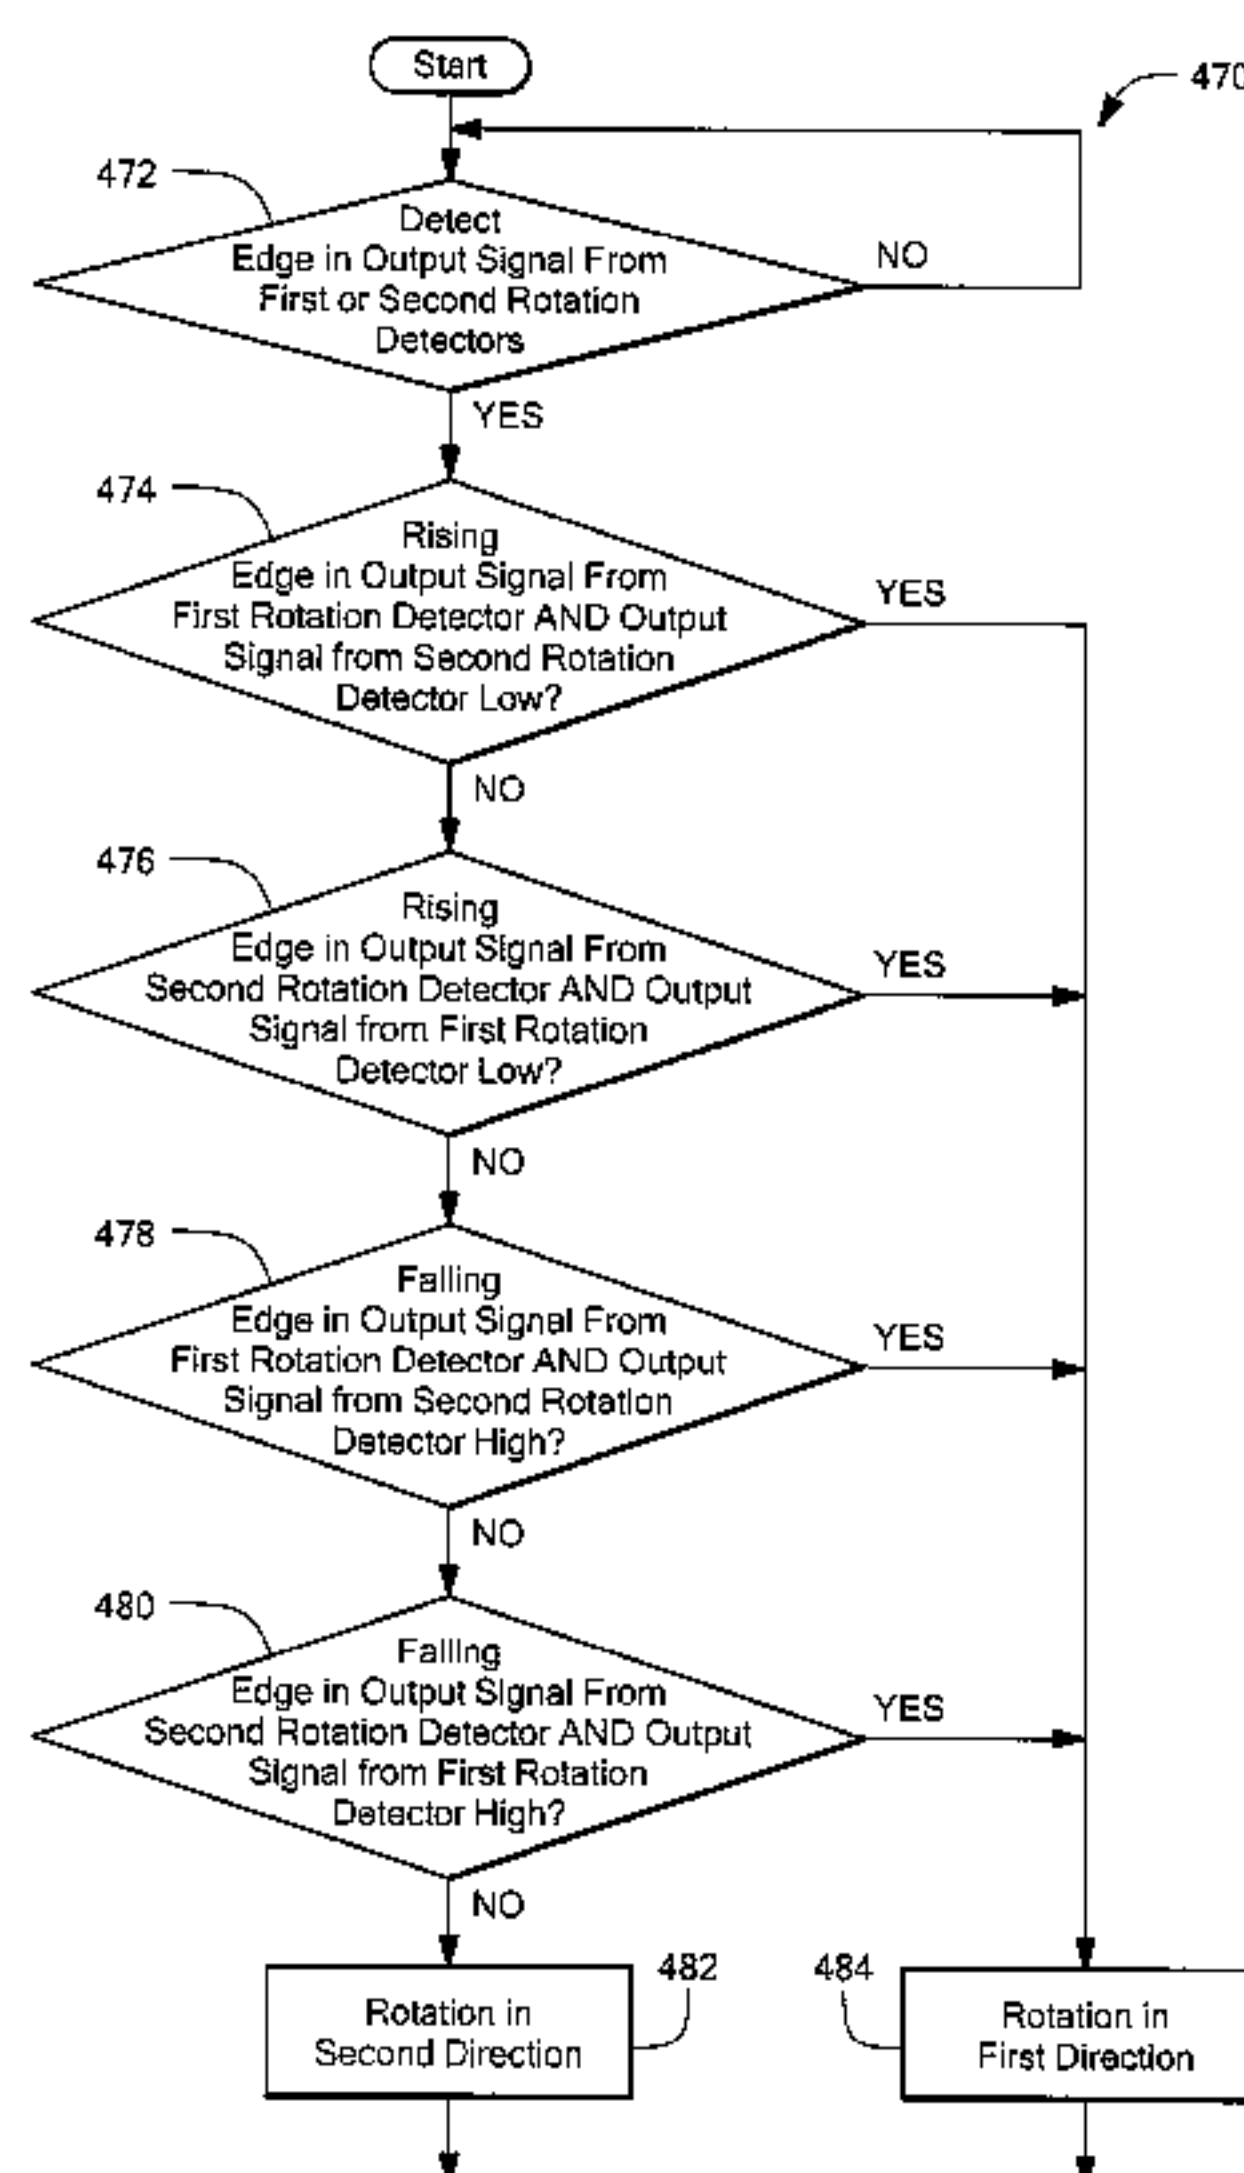 Start
470
472
Detect
Edge in Output Signal From
First or Second Rotation
Detectors
NO
YES
474
Rising
Edge in Output Signal From
First Rotation Detector AND Output
Signal from Second Rotation
Detector Low?
YES
NO
476
Rising
Edge in Output Signal From
Second Rotation Detector AND Output
Signal from First Rotation
Detector Low?
YES
NO
478
Falling
Edge in Output Signal From
First Rotation Detector AND Output
Signal from Second Rotation
Detector High?
YES
NO
480
Falling
Edge in Output Signal From
Second Rotation Detector AND Output
Signal from First Rotation
Detector High?
YES
NO
482
Rotation in
Second Direction
484
Rotation in
First Direction